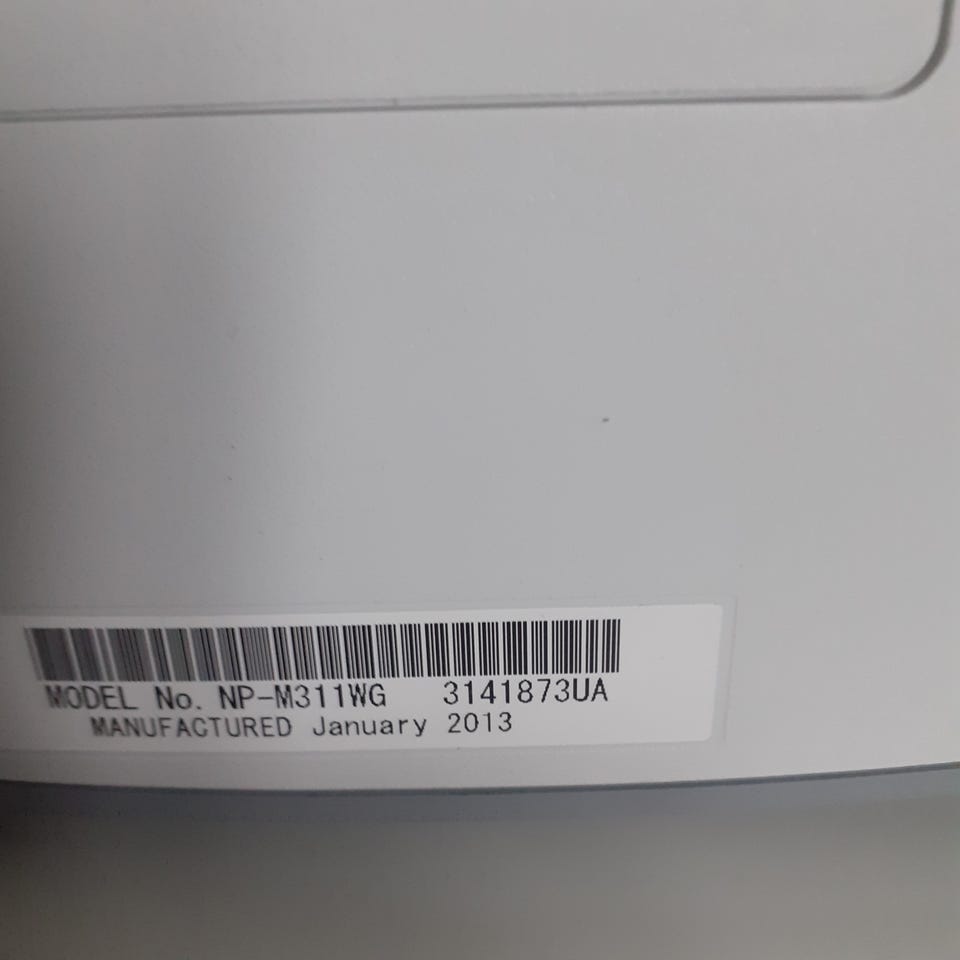 MODEL No. NP-M311WG 3141873UA
MANUFACTURED January 2013